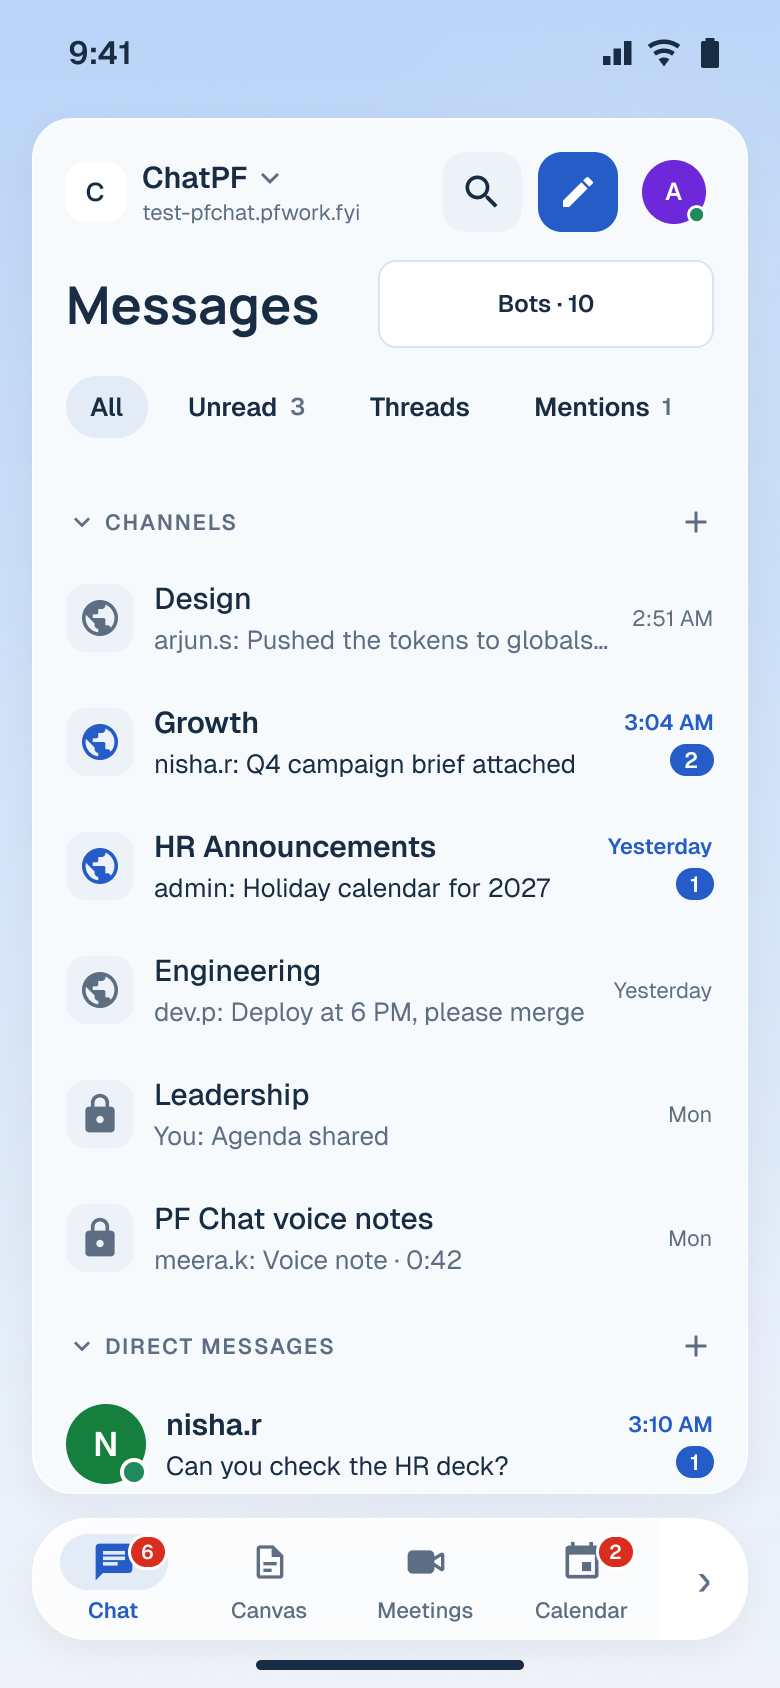 9:41
C
ChatPF
test-pfchat.pfwork.fyi
A
Messages
Bots · 10
All
Unread 3
Threads
Mentions 1
CHANNELS
Design
arjun.s: Pushed the tokens to globals...
2:51 AM
Growth
3:04 AM
nisha.r: Q4 campaign brief attached
2
HR Announcements
Yesterday
admin: Holiday calendar for 2027
1
Engineering
dev.p: Deploy at 6 PM, please merge
Yesterday
Leadership
You: Agenda shared
Mon
PF Chat voice notes
meera.k: Voice note · 0:42
Mon
DIRECT MESSAGES
N
nisha.r
3:10 AM
Can you check the HR deck?
1
6
2
Chat
Canvas
Meetings
Calendar